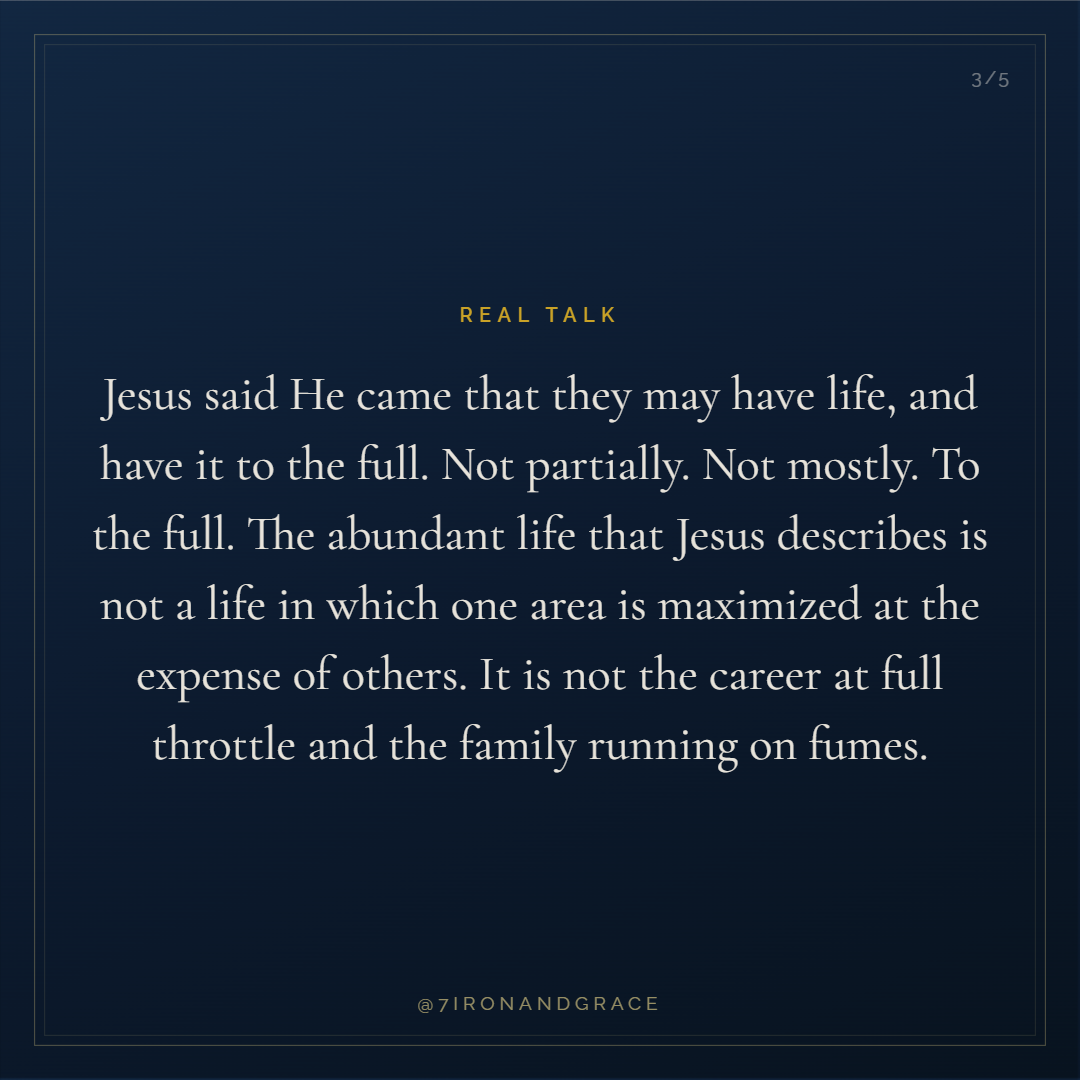 3/5
REAL TALK
Jesus said He came that they may have life, and
have it to the full. Not partially. Not mostly. To
the full. The abundant life that Jesus describes is
not a life in which one area is maximized at the
expense of others. It is not the career at full
throttle and the family running on fumes.
@7IRONANDGRACE